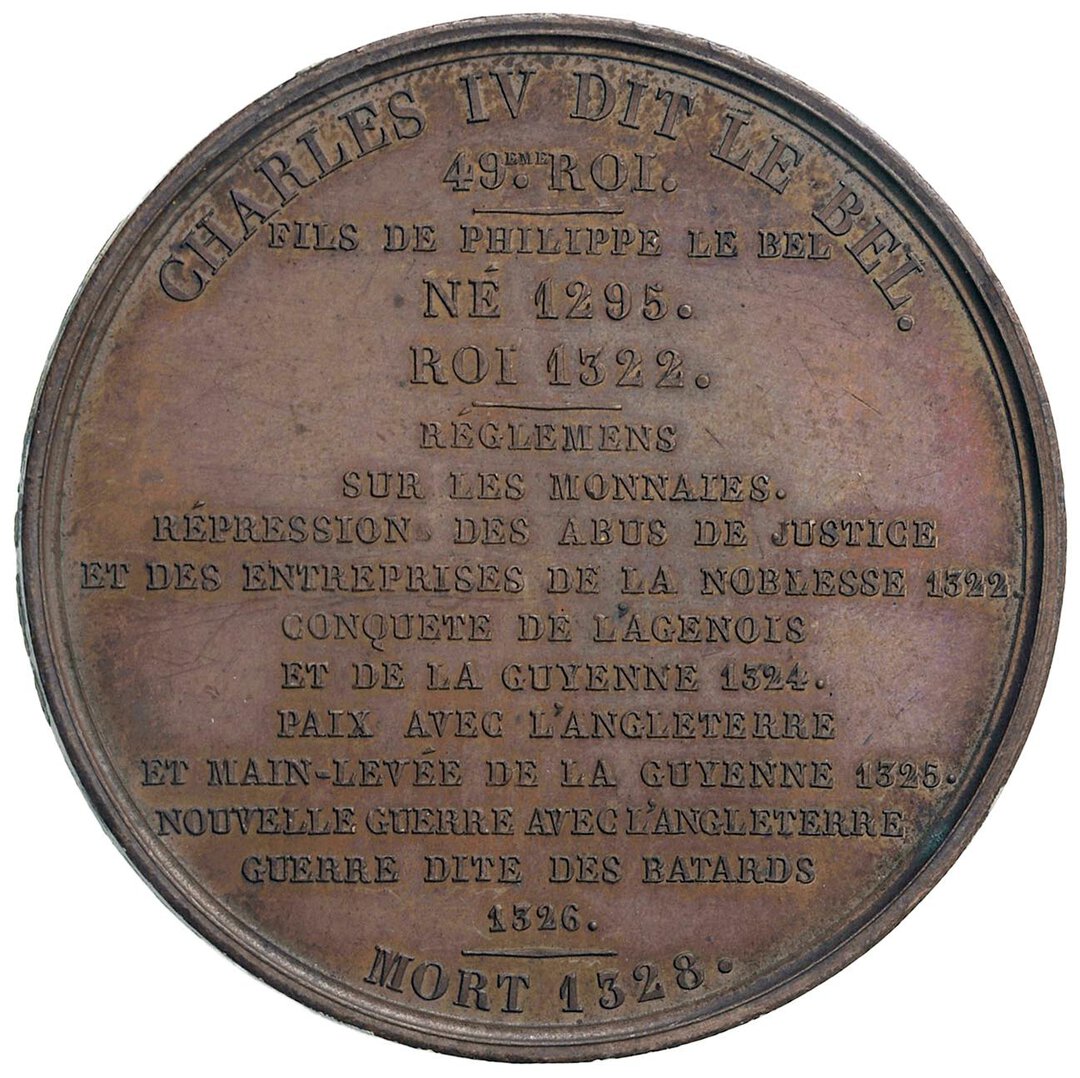 CHARLES IV DIT LE BEL.
49.EME ROI.
FILS DE PHILIPPE LE BEL
NÉ 1295.
ROI 1322.
RÉGLEMENS
SUR LES MONNAIES.
RÉPRESSION DES ABUS DE JUSTICE
ET DES ENTREPRISES DE LA NOBLESSE 1322
CONQUETE DE L'AGENOIS
ET DE LA GUYENNE 1324.
PAIX AVEC L'ANGLETERRE
ET MAIN-LEVÉE DE LA GUYENNE 1325.
NOUVELLE GUERRE AVEC L'ANGLETERRE
GUERRE DITE DES BATARDS
1326.
MORT 1328.